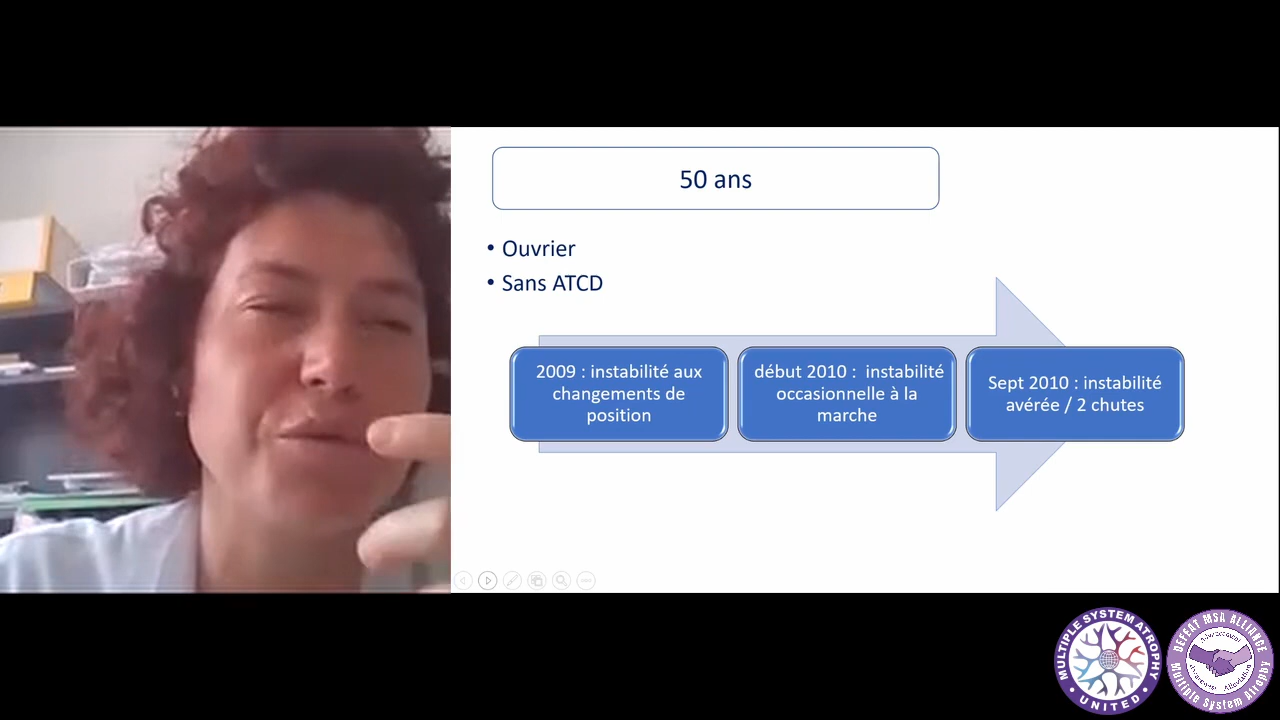 50 ans
• Ouvrier
• Sans ATCD
2009 : instabilité aux
changements de
position
début 2010 : instabilité
occasionnelle à la
marche
Sept 2010 : instabilité
avérée / 2 chutes
MULTIPLE SYSTEM ATROPHY
• UNITED •
DEFEAT MSA ALLIANCE
Multiple System Atrophy